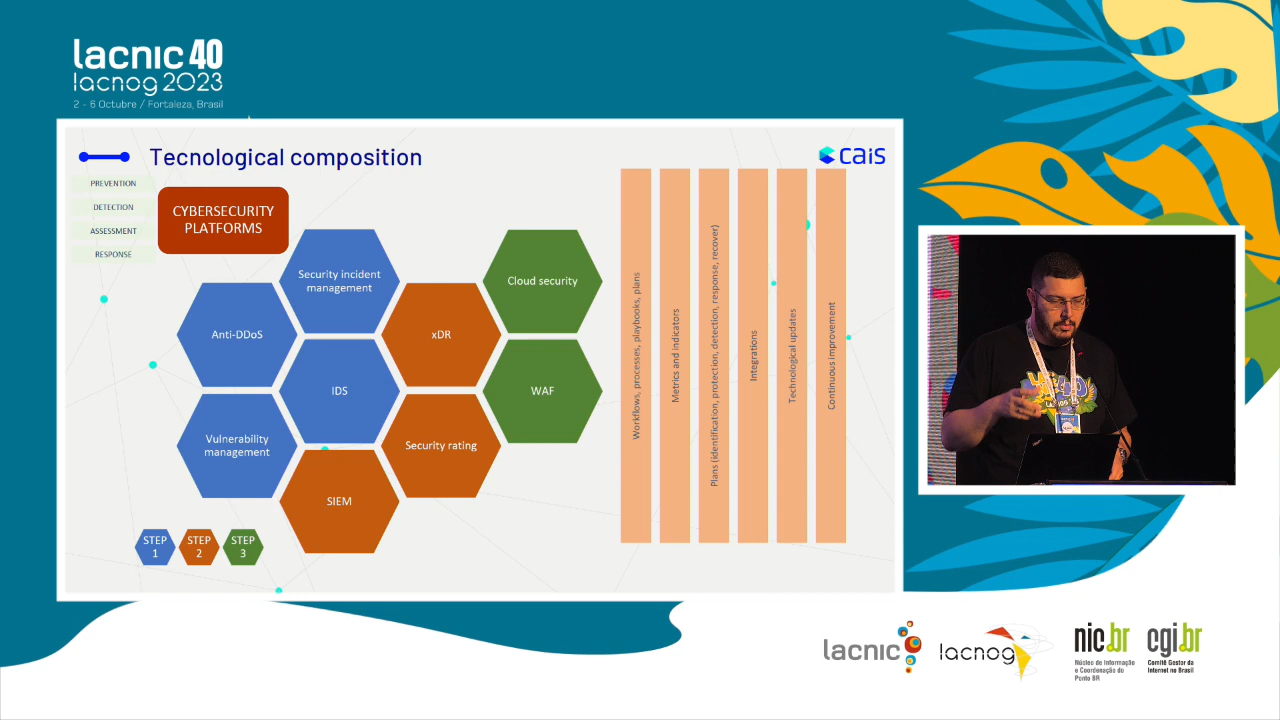 lacnic 40
lacnog 2023
2 - 6 Octubre / Fortaleza, Brasil
Tecnological composition
cais
PREVENTION
DETECTION
ASSESSMENT
RESPONSE
CYBERSECURITY
PLATFORMS
Security incident
management
Cloud security
Anti-DDoS
xDR
IDS
WAF
Vulnerability
management
Security rating
SIEM
STEP
1
STEP
2
STEP
3
Workflows, processes, playbooks, plans
Metrics and indicators
Plans (identification, protection, detection, response, recover)
Integrations
Technological updates
Continuous improvement
lacnic
lacnog
nic.br
Núcleo de Informação
e Coordenação do
Ponto BR
cgi.br
Comitê Gestor da
Internet no Brasil